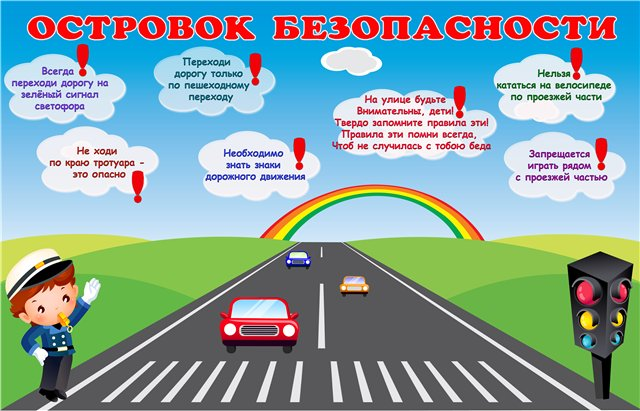 ОСТРОВОК БЕЗОПАСНОСТИ
Всегда
переходи дорогу на
зелёный сигнал
светофора
Переходи
дорогу только
по пешеходному
переходу
На улице будьте
Внимательны, дети!
Твердо запомните правила эти!
Правила эти помни всегда,
Чтоб не случилась с тобою беда
Нельзя
кататься на велосипеде
по проезжей части
Не ходи
по краю тротуара -
это опасно
Необходимо
знать знаки
дорожного движения
Запрещается
играть рядом
с проезжей частью